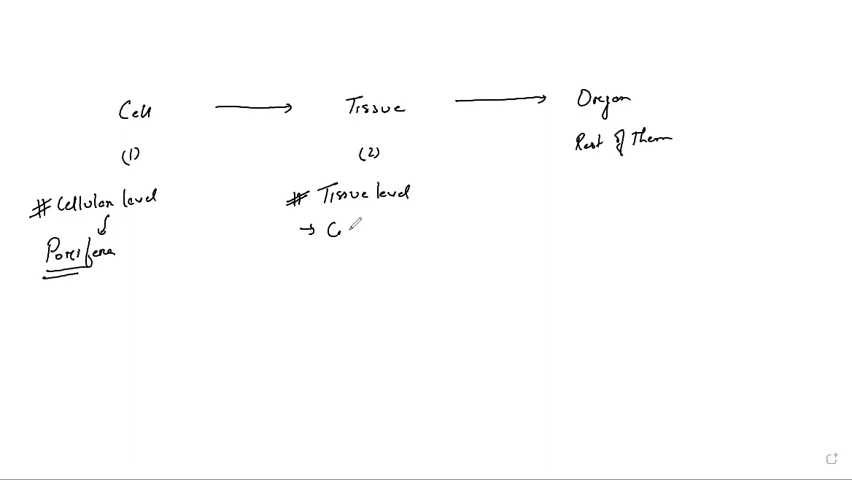 Cell → Tissue → Organ
(1) (2) Rest of Them
# Cellular level # Tissue level
Porifera → C